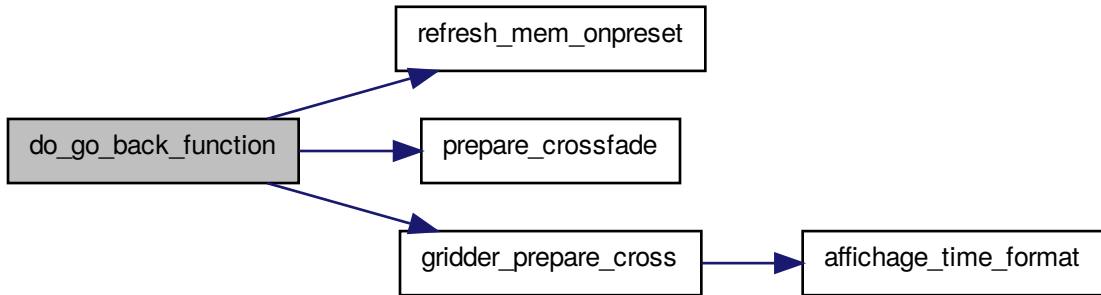 refresh_mem_onpreset
do_go_back_function
prepare_crossfade
gridder_prepare_cross
affichage_time_format